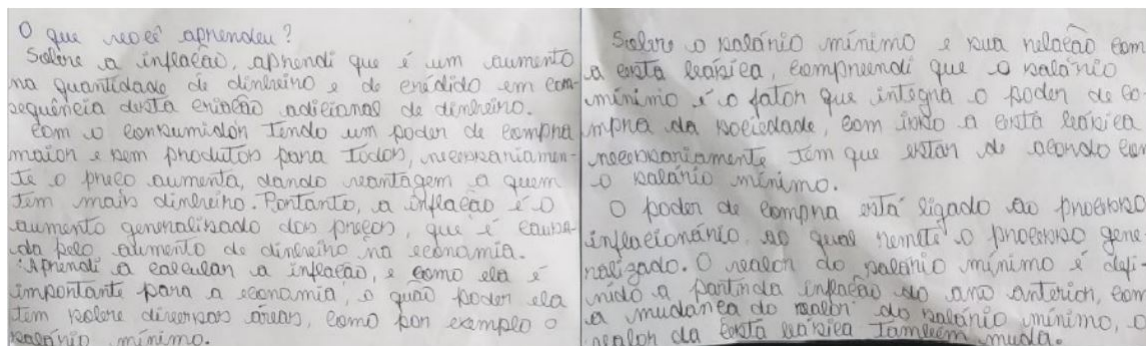 O que você aprendeu?
Sobre a inflação, aprendi que é um aumento
na quantidade de dinheiro e de crédido em con-
sequência desta criação adicional de dinheiro.
Com o consumidor tendo um poder de compra
maior e sem produtos para todos, necessariamen-
te o preço aumenta, dando vantagem a quem
tem mais dinheiro. Portanto, a inflação é o
aumento generalizado dos preços, que é causa-
da pelo aumento de dinheiro na economia.
Aprendi a calcular a inflação, e como ela é
importante para a economia, o quão poder ela
tem sobre diversas áreas, como por exemplo o
salário mínimo.
Sobre o salário mínimo e sua relação com
a cesta básica, compreendi que o salário
mínimo é o fator que integra o poder de co-
mpra da sociedade, com isso a cesta básica
necessariamente tem que estar de acordo com
o salário mínimo.
O poder de compra está ligado ao processo
inflacionário, ao qual remete o processo gene-
ralizado. O valor do salário mínimo é defi-
nido a partinda inflação do ano anterior, com
a mudança do valor do salário mínimo, o
valor da cesta básica também muda.